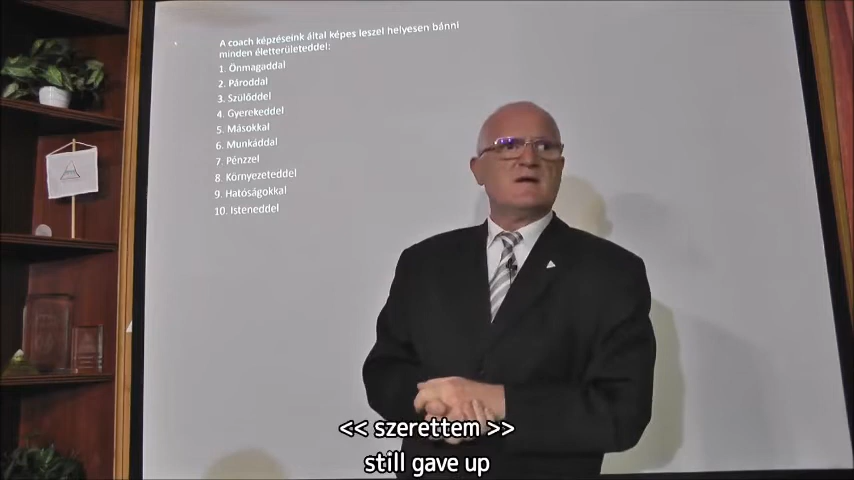 A coach képzéseink által képes leszel helyesen bánni
minden életterületeddel:
1. Önmagaddal
2. Pároddal
3. Szülőddel
4. Gyerekeddel
5. Másokkal
6. Munkáddal
7. Pénzzel
8. Környezeteddel
9. Hatóságokkal
10. Isteneddel
<< szerettem >>
still gave up